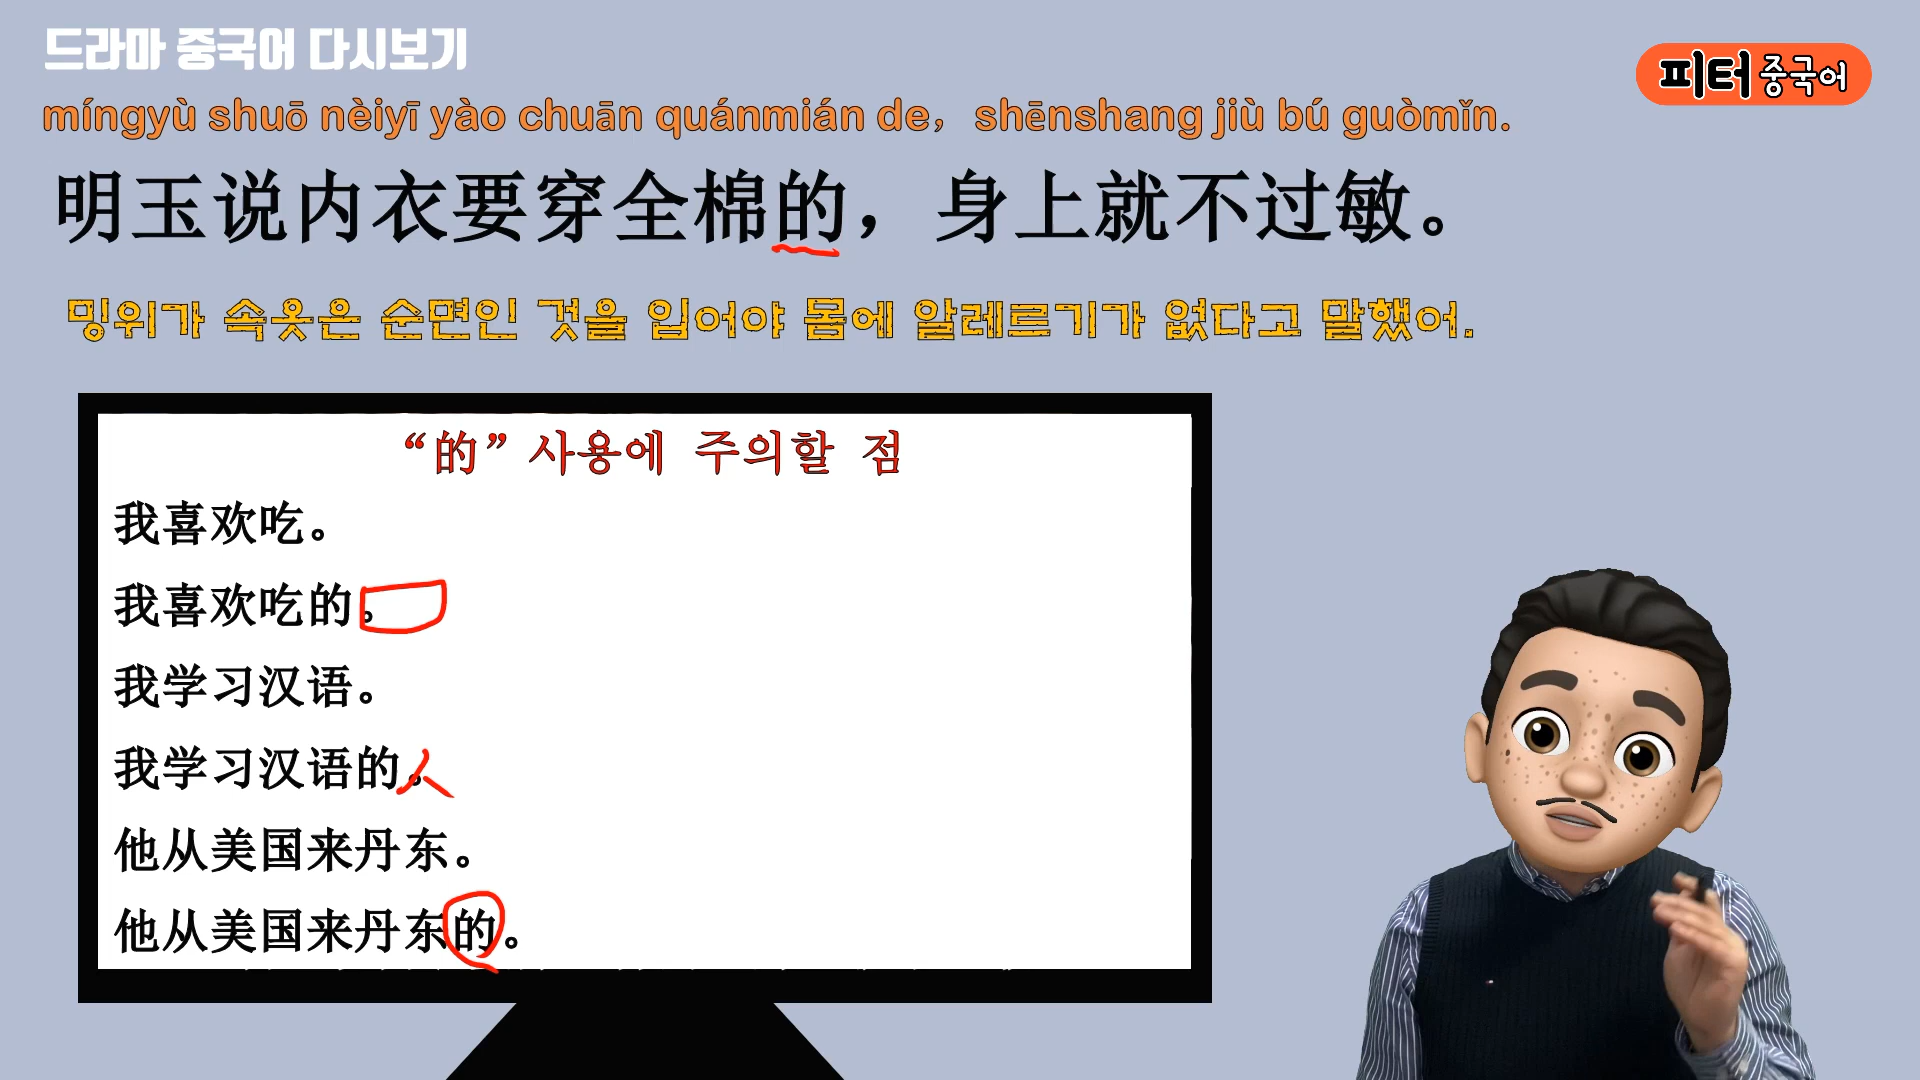 드라마 중국어 다시보기
피터 중국어
míngyù shuō nèiyī yào chuān quánmián de，shēnshang jiù bú guòmǐn.
明玉说内衣要穿全棉的，身上就不过敏。
밍위가 속옷은 순면인 것을 입어야 몸에 알레르기가 없다고 말했어.
“的”사용에 주의할 점
我喜欢吃。
我喜欢吃的。
我学习汉语。
我学习汉语的。人
他从美国来丹东。
他从美国来丹东的。